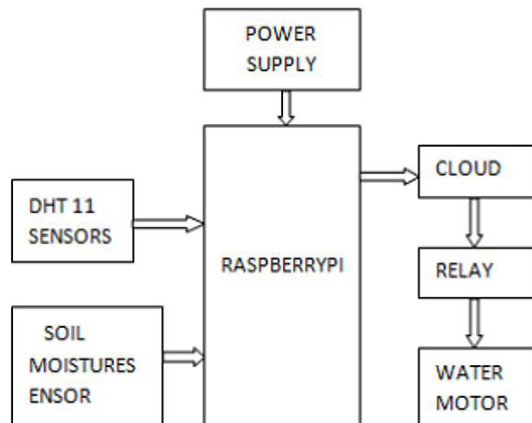 POWER
SUPPLY
CLOUD
DHT 11
SENSORS
RASPBERRYPI
RELAY
SOIL
MOISTURES
ENSOR
WATER
MOTOR